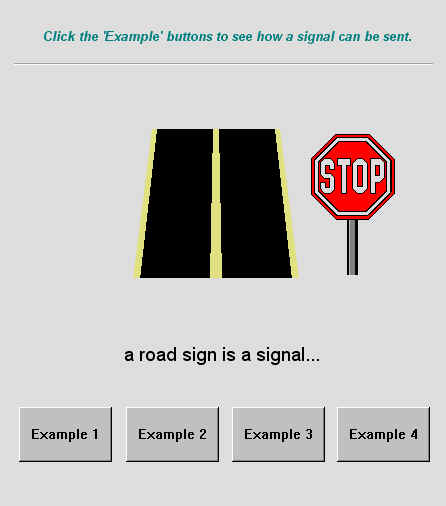 Click the 'Example' buttons to see how a signal can be sent.
STOP
a road sign is a signal...
Example 1
Example 2
Example 3
Example 4